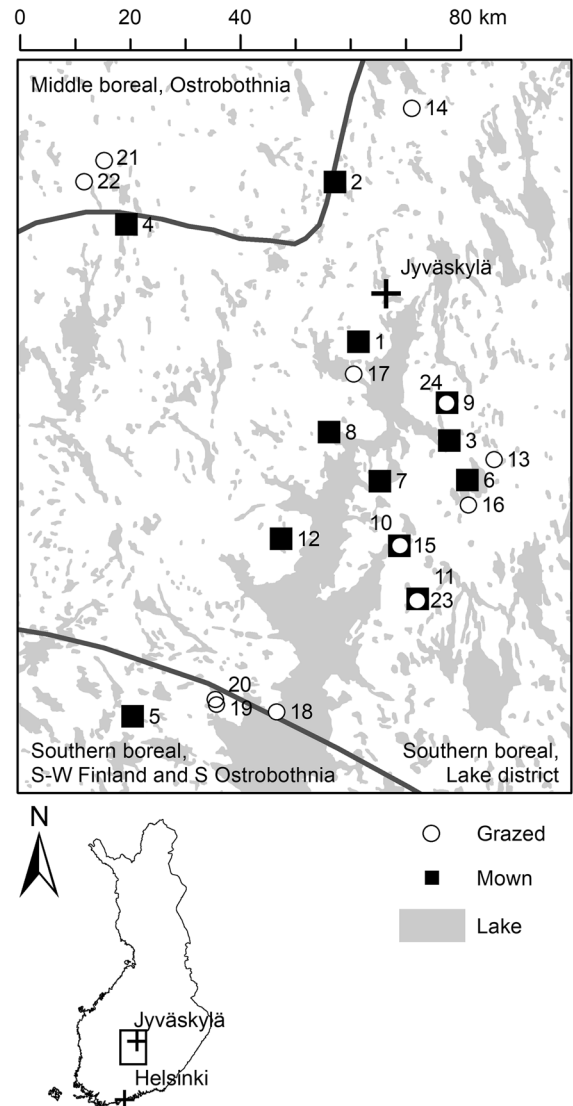 0 20 40 80 km
Middle boreal, Ostrobothnia
14
21
22
2
4
Jyväskylä
1
17
24
9
8
3
13
7
6
16
10
12
15
11
23
20
19
18
5
Southern boreal,
S-W Finland and S Ostrobothnia
Southern boreal,
Lake district
N
Grazed
Mown
Lake
Jyväskylä
Helsinki